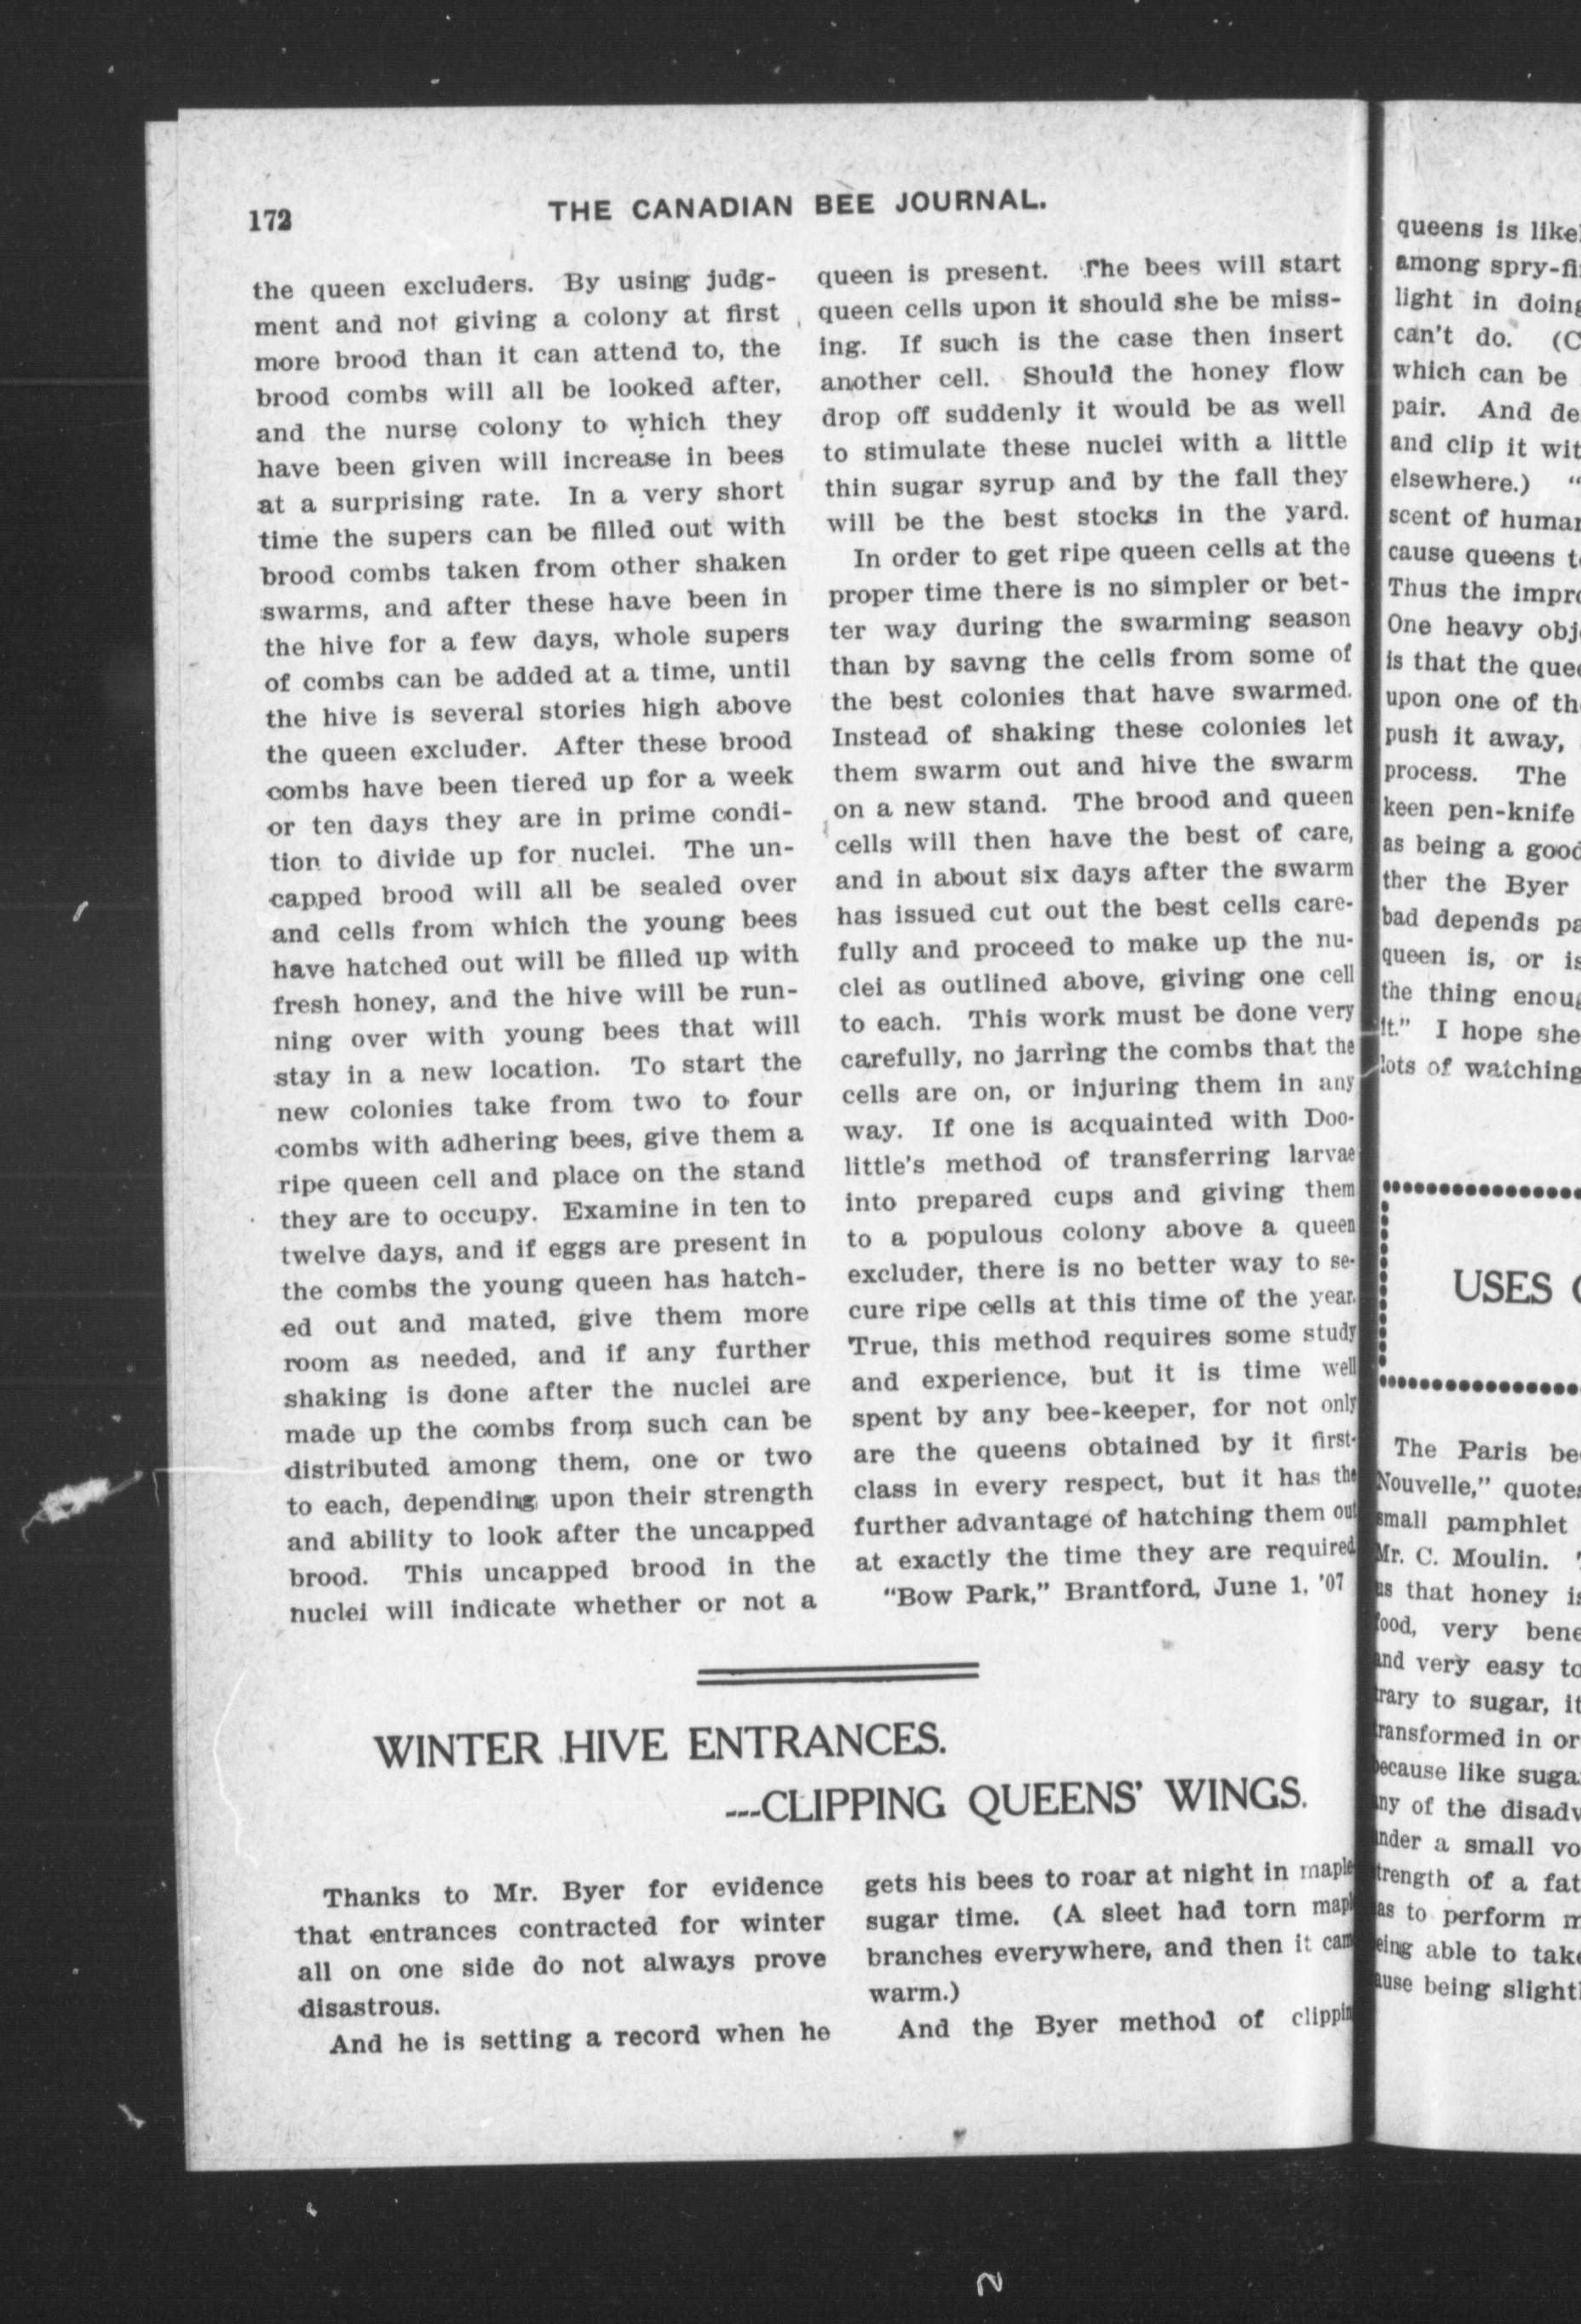 172
THE CANADIAN BEE JOURNAL.
the queen excluders. By using judg-
ment and not giving a colony at first
more brood than it can attend to, the
brood combs will all be looked after,
and the nurse colony to which they
have been given will increase in bees
at a surprising rate. In a very short
time the supers can be filled out with
brood combs taken from other shaken
swarms, and after these have been in
the hive for a few days, whole supers
of combs can be added at a time, until
the hive is several stories high above
the queen excluder. After these brood
combs have been tiered up for a week
or ten days they are in prime condi-
tion to divide up for nuclei. The un-
capped brood will all be sealed over
and cells from which the young bees
have hatched out will be filled up with
fresh honey, and the hive will be run-
ning over with young bees that will
stay in a new location. To start the
new colonies take from two to four
combs with adhering bees, give them a
ripe queen cell and place on the stand
they are to occupy. Examine in ten to
twelve days, and if eggs are present in
the combs the young queen has hatch-
ed out and mated, give them more
room as needed, and if any further
shaking is done after the nuclei are
made up the combs from such can be
distributed among them, one or two
to each, depending upon their strength
and ability to look after the uncapped
brood. This uncapped brood in the
nuclei will indicate whether or not a
queen is present. The bees will start
queen cells upon it should she be miss-
ing. If such is the case then insert
another cell. Should the honey flow
drop off suddenly it would be as well
to stimulate these nuclei with a little
thin sugar syrup and by the fall they
will be the best stocks in the yard.
In order to get ripe queen cells at the
proper time there is no simpler or bet-
ter way during the swarming season
than by savng the cells from some of
the best colonies that have swarmed.
Instead of shaking these colonies let
them swarm out and hive the swarm
on a new stand. The brood and queen
cells will then have the best of care,
and in about six days after the swarm
has issued cut out the best cells care-
fully and proceed to make up the nu-
clei as outlined above, giving one cell
to each. This work must be done very
carefully, no jarring the combs that the
cells are on, or injuring them in any
way. If one is acquainted with Doo-
little's method of transferring larvae
into prepared cups and giving them
to a populous colony above a queen
excluder, there is no better way to se-
cure ripe cells at this time of the year.
True, this method requires some study
and experience, but it is time well
spent by any bee-keeper, for not only
are the queens obtained by it first-
class in every respect, but it has the
further advantage of hatching them out
at exactly the time they are required
"Bow Park," Brantford, June 1, '07
WINTER HIVE ENTRANCES.
---CLIPPING QUEENS' WINGS.
Thanks to Mr. Byer for evidence
that entrances contracted for winter
all on one side do not always prove
disastrous.
And he is setting a record when he
gets his bees to roar at night in maple
sugar time. (A sleet had torn mapl
branches everywhere, and then it cam
warm.)
And the Byer method of clippin
queens is like
among spry-fi
light in doing
can't do. (C
which can be
pair. And de
and clip it wit
elsewhere.) "
scent of human
cause queens t
Thus the impro
One heavy obj
is that the quee
upon one of th
push it away,
process. The
keen pen-knife
as being a good
ther the Byer
bad depends pa
queen is, or is
the thing enoug
it." I hope she
lots of watching
USES
The Paris be
Nouvelle," quotes
small pamphlet
Mr. C. Moulin.
us that honey is
food, very bene
and very easy to
trary to sugar, it
transformed in or
because like suga
any of the disadv
under a small vo
trength of a fat
as to perform m
eing able to take
ause being slightl
2